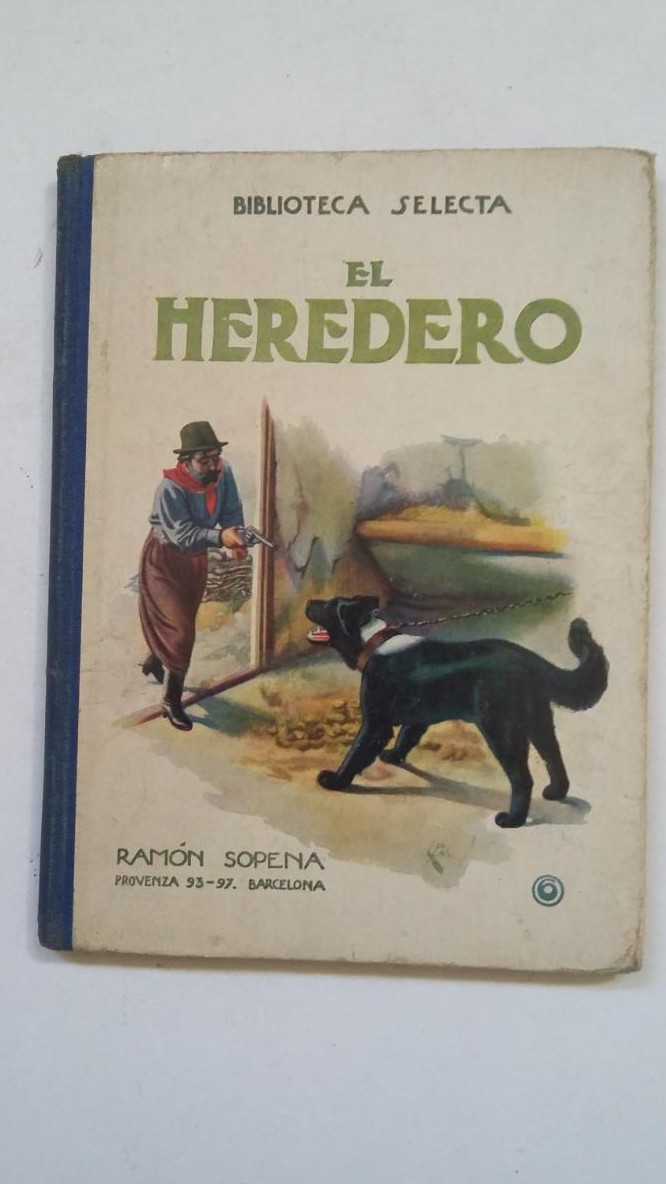 BIBLIOTECA SELECTA
EL
HEREDERO
RAMÓN SOPENA
PROVENZA 93-97. BARCELONA